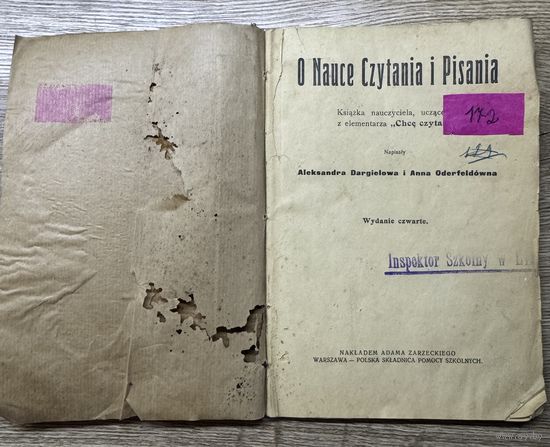 O Nauce Czytania i Pisania
Książka nauczyciela, uczące
z elementarza „Chcę czyta
172
Napisały
Aleksandra Dargielowa i Anna Oderfeldówna
Wydanie czwarte.
Inspektor Szkolny w
NAKŁADEM ADAMA ZARZECKIEGO
WARSZAWA — POLSKA SKŁADNICA POMOCY SZKOLNYCH.